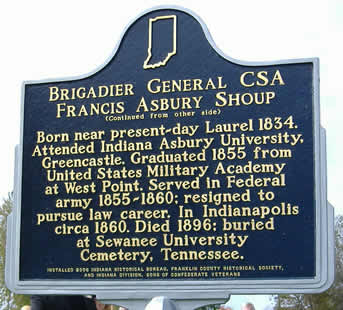 BRIGADIER GENERAL CSA
FRANCIS ASBURY SHOUP
(Continued from other side)
Born near present-day Laurel 1834.
Attended Indiana Asbury University,
Greencastle. Graduated 1855 from
United States Military Academy
at West Point. Served in Federal
army 1855-1860; resigned to
pursue law career. In Indianapolis
circa 1860. Died 1896; buried
at Sewanee University
Cemetery, Tennessee.
INSTALLED 2005 INDIANA HISTORICAL BUREAU, FRANKLIN COUNTY HISTORICAL SOCIETY,
AND INDIANA DIVISION, SONS OF CONFEDERATE VETERANS